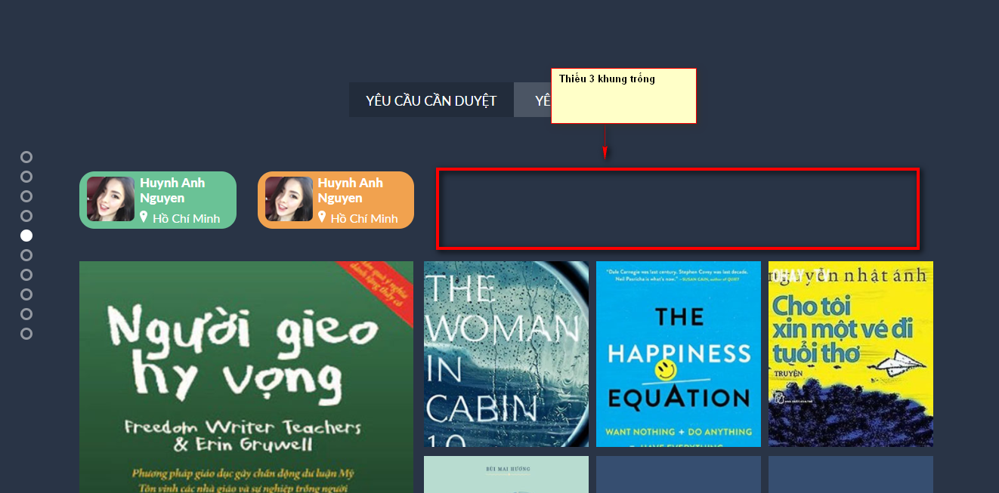 Thiếu 3 khung trống
YÊU CẦU CẦN DUYỆT
YÊ
Huynh Anh
Nguyen
Hồ Chí Minh
Huynh Anh
Nguyen
Hồ Chí Minh
Người gieo
hy vọng
Freedom Writer Teachers
& Erin Gruwell
Phương pháp giáo dục gây chấn động dư luận Mỹ
Tôn vinh các nhà giáo và sự nghiệp trồng người
THE
WOMAN
IN
CABIN
10
"Dale Carnegie was last century. Stephen Covey was last decade.
Neil Pasricha is what's now." —SUSAN CAIN, author of QUIET
THE
HAPPINESS
EQUATION
WANT NOTHING + DO ANYTHING
+ HAVE EVERYTHING
nguyễn nhật ánh
Cho tôi
xin một vé đi
tuổi thơ
TRUYỆN
BÙI MAI HƯƠNG